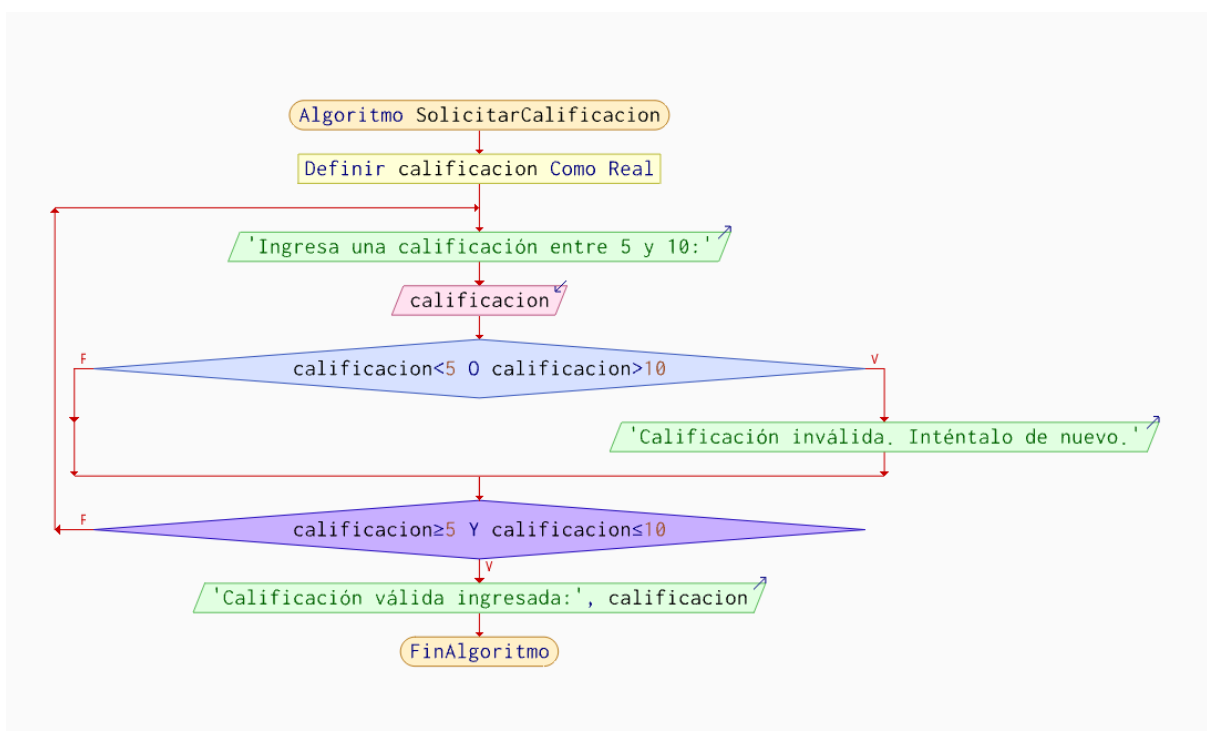 Algoritmo SolicitarCalificacion
Definir calificacion Como Real
'Ingresa una calificación entre 5 y 10:'
calificacion
F
V
calificacion<5 O calificacion>10
'Calificación inválida. Inténtalo de nuevo.'
F
calificacion≥5 Y calificacion≤10
V
'Calificación válida ingresada:', calificacion
FinAlgoritmo